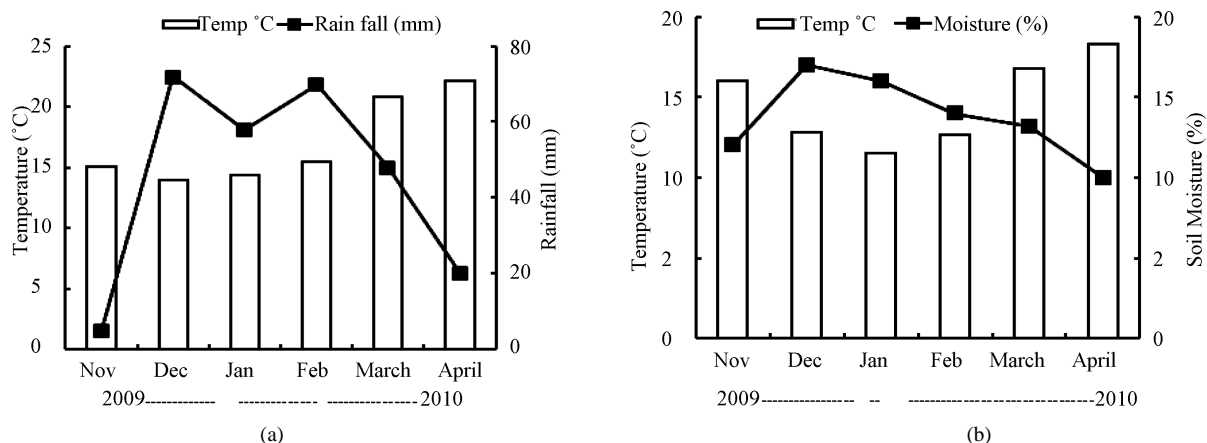 Temp ˚C Rain fall (mm)
25
20
15
10
5
0
Temperature (˚C)
80
60
40
20
0
Rainfall (mm)
Nov Dec Jan Feb March April
2009-------------- ---------------- ------------------2010
(a)
Temp ˚C Moisture (%)
20
15
10
2
0
Temperature (˚C)
20
15
10
2
0
Soil Moisture (%)
Nov Dec Jan Feb March April
2009------------------ -- ------------------------------------2010
(b)